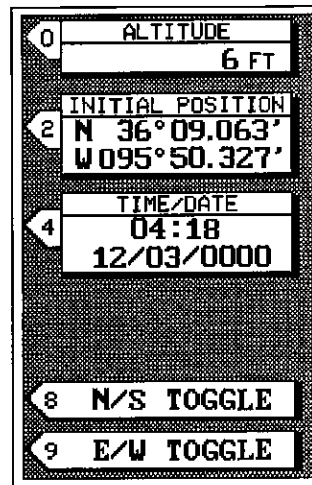 0 ALTITUDE
6 FT
INITIAL POSITION
2 N 36°09.063'
W 095°50.327'
TIME/DATE
4 04:18
12/03/0000
8 N/S TOGGLE
9 E/W TOGGLE